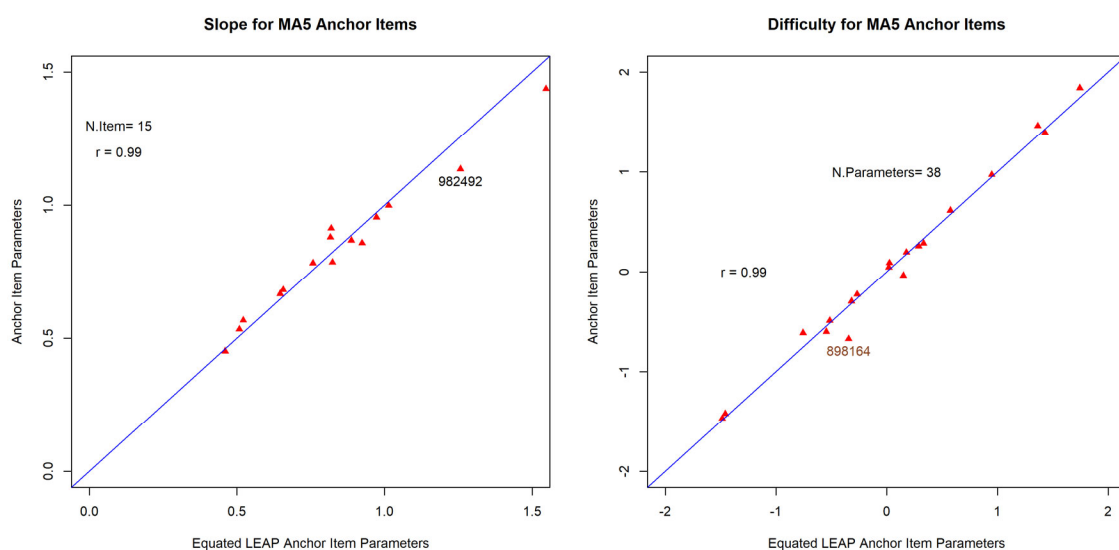 Slope for MA5 Anchor Items
1.5
1.0
0.5
0.0
Anchor Item Parameters
N.Item= 15
r = 0.99
982492
0.0 0.5 1.0 1.5
Equated LEAP Anchor Item Parameters
Difficulty for MA5 Anchor Items
2
1
0
-1
-2
Anchor Item Parameters
N.Parameters= 38
r = 0.99
898164
-2 -1 0 1 2
Equated LEAP Anchor Item Parameters